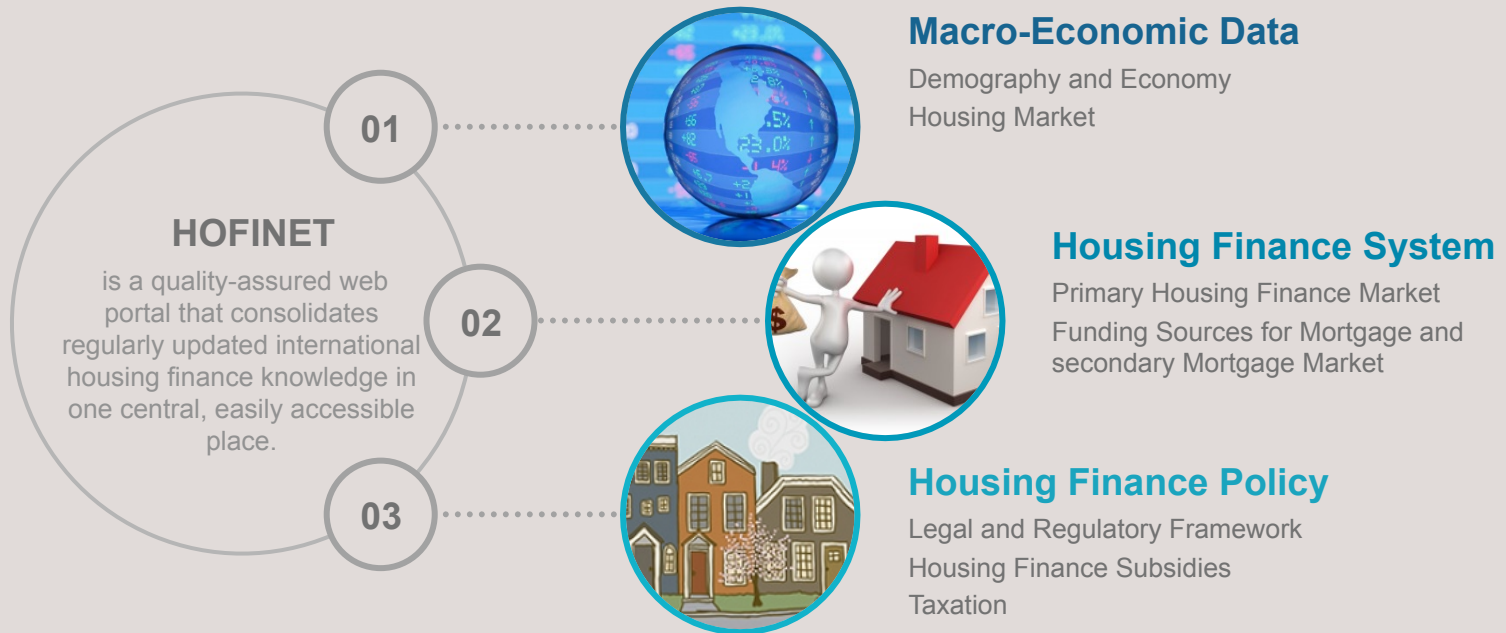 HOFINET
is a quality-assured web
portal that consolidates
regularly updated international
housing finance knowledge in
one central, easily accessible
place.
01
Macro-Economic Data
Demography and Economy
Housing Market
02
Housing Finance System
Primary Housing Finance Market
Funding Sources for Mortgage and
secondary Mortgage Market
$
03
Housing Finance Policy
Legal and Regulatory Framework
Housing Finance Subsidies
Taxation
23.0%